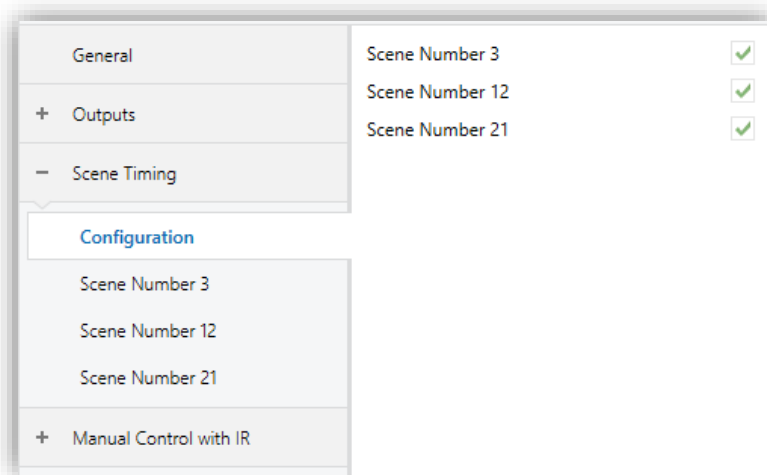 General
+ Outputs
− Scene Timing
Configuration
Scene Number 3
Scene Number 12
Scene Number 21
+ Manual Control with IR
Scene Number 3
Scene Number 12
Scene Number 21